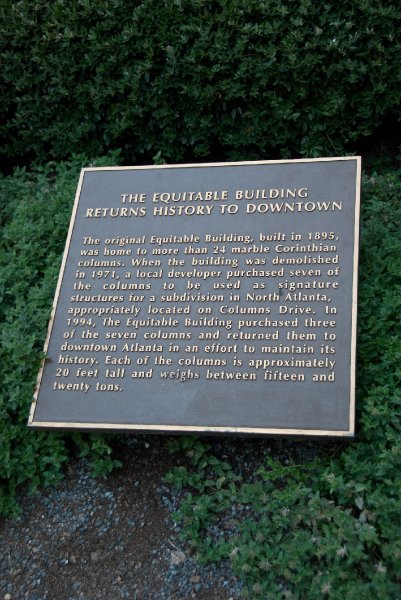 THE EQUITABLE BUILDING
RETURNS HISTORY TO DOWNTOWN
The original Equitable Building, built in 1895,
was home to more than 24 marble Corinthian
columns. When the building was demolished
in 1971, a local developer purchased seven of
the columns to be used as signature
structures for a subdivision in North Atlanta,
appropriately located on Columns Drive. In
1994, The Equitable Building purchased three
of the seven columns and returned them to
downtown Atlanta in an effort to maintain its
history. Each of the columns is approximately
20 feet tall and weighs between fifteen and
twenty tons.